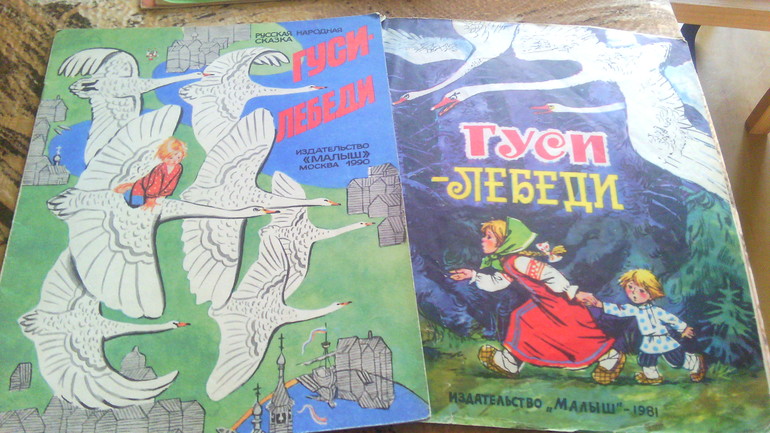 РУССКАЯ НАРОДНАЯ
СКАЗКА
ГУСИ-
ЛЕБЕДИ
ИЗДАТЕЛЬСТВО
«МАЛЫШ»
МОСКВА 1990
ГУСИ
-ЛЕБЕДИ
ИЗДАТЕЛЬСТВО „МАЛЫШ"-1981